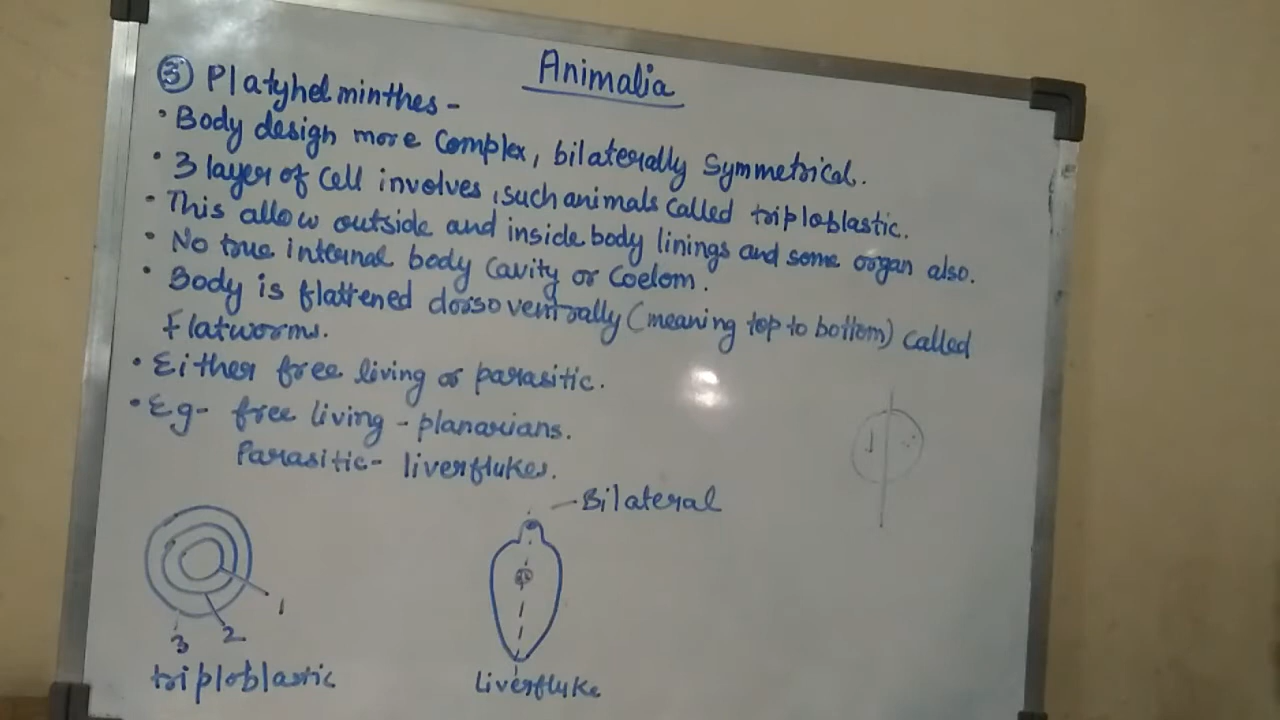 Animalia
③ Platyhelminthes -
• Body design more Complex, bilaterally Symmetrical.
• 3 layer of Cell involves, such animals Called triploblastic.
• This allow outside and inside body linings and some organ also.
• No true internal body Cavity or Coelom.
• Body is flattened dorsoventrally (meaning top to bottom) Called
Flatworms.
• Either free living or parasitic.
• Eg- free living - planarians.
Parasitic- liverflukes.
Bilateral
1
2
3
triploblastic
liverfluke